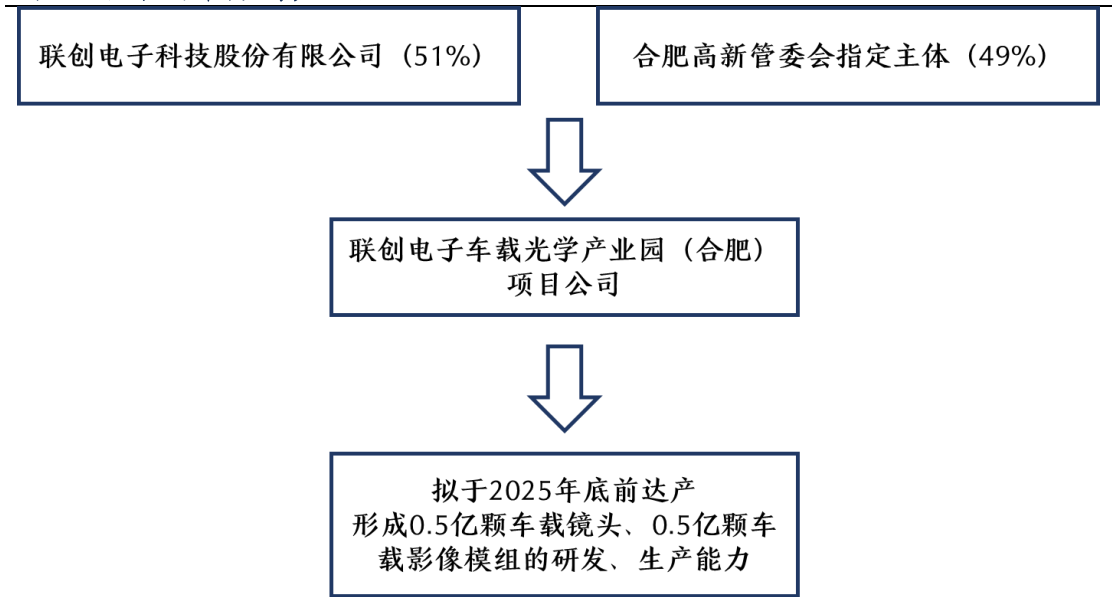 联创电子科技股份有限公司（51%）
合肥高新管委会指定主体（49%）
联创电子车载光学产业园（合肥）
项目公司
拟于2025年底前达产
形成0.5亿颗车载镜头、0.5亿颗车
载影像模组的研发、生产能力